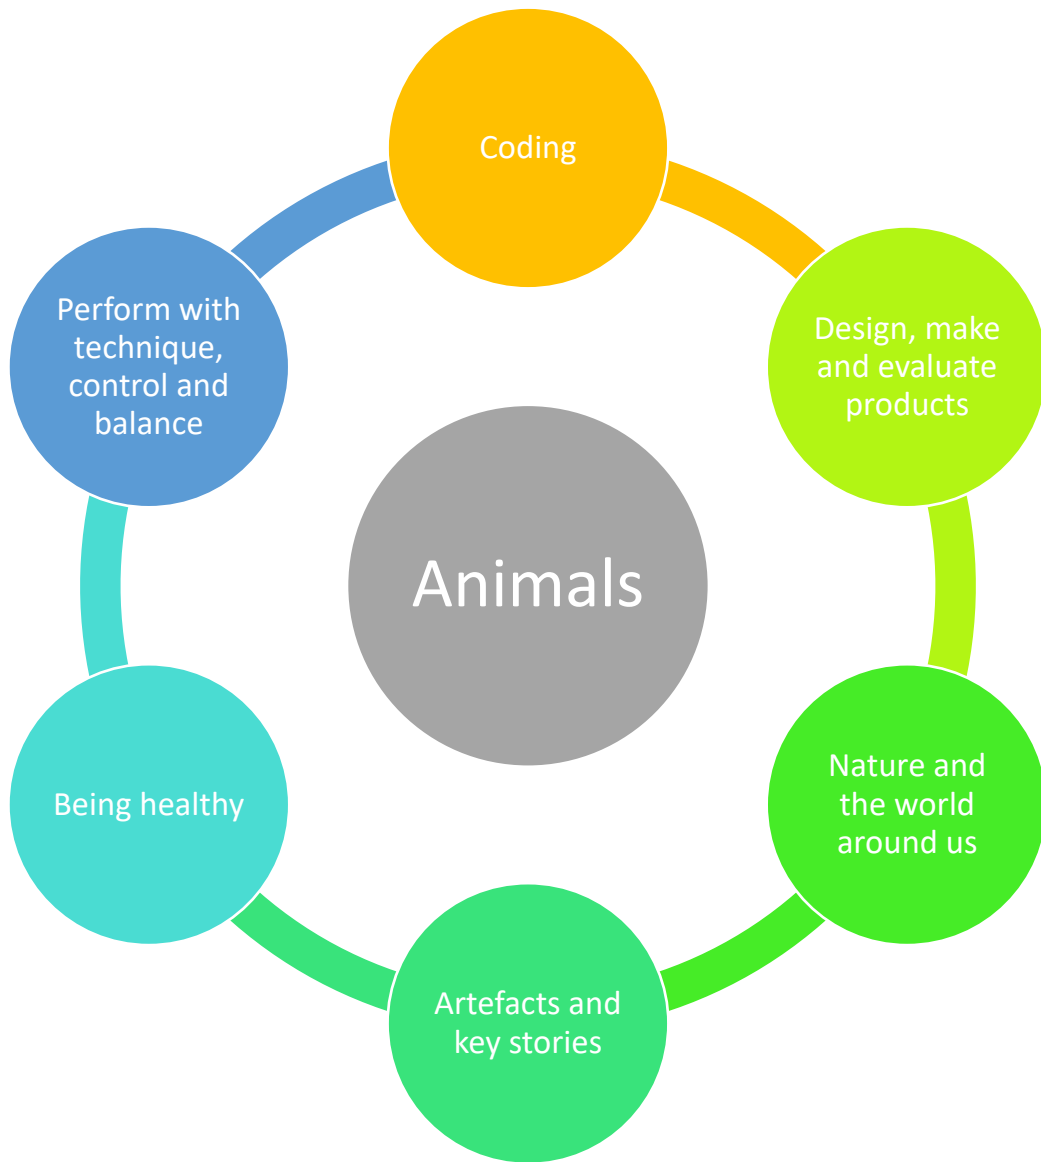 Coding
Design, make
and evaluate
products
Nature and
the world
around us
Artefacts and
key stories
Being healthy
Perform with
technique,
control and
balance
Animals